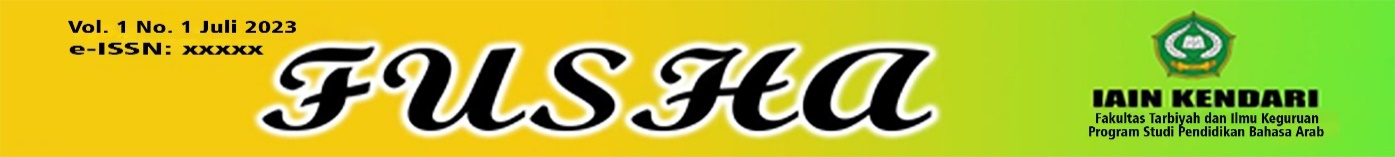 Vol. 1 No. 1 Juli 2023
e-ISSN: xxxxx
FUSHA
IAIN KENDARI
Fakultas Tarbiyah dan Ilmu Keguruan
Program Studi Pendidikan Bahasa Arab